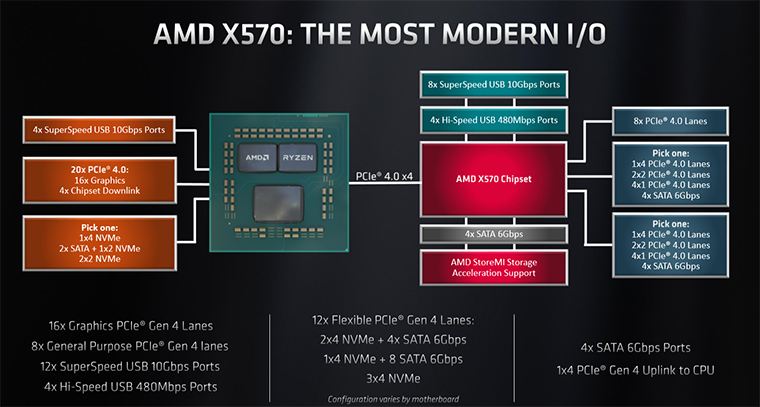 AMD X570: THE MOST MODERN I/O
4x SuperSpeed USB 10Gbps Ports
20x PCIe® 4.0:
16x Graphics
4x Chipset Downlink
Pick one:
1x4 NVMe
2x SATA + 1x2 NVMe
2x2 NVMe
AMD
RYZEN
PCIe® 4.0 x4
8x SuperSpeed USB 10Gbps Ports
4x Hi-Speed USB 480Mbps Ports
AMD X570 Chipset
4x SATA 6Gbps
AMD StoreMI Storage
Acceleration Support
8x PCIe® 4.0 Lanes
Pick one:
1x4 PCIe® 4.0 Lanes
2x2 PCIe® 4.0 Lanes
4x1 PCIe® 4.0 Lanes
4x SATA 6Gbps
Pick one:
1x4 PCIe® 4.0 Lanes
2x2 PCIe® 4.0 Lanes
4x1 PCIe® 4.0 Lanes
4x SATA 6Gbps
16x Graphics PCIe® Gen 4 Lanes
8x General Purpose PCIe® Gen 4 lanes
12x SuperSpeed USB 10Gbps Ports
4x Hi-Speed USB 480Mbps Ports
12x Flexible PCIe® Gen 4 Lanes:
2x4 NVMe + 4x SATA 6Gbps
1x4 NVMe + 8 SATA 6Gbps
3x4 NVMe
Configuration varies by motherboard
4x SATA 6Gbps Ports
1x4 PCIe® Gen 4 Uplink to CPU